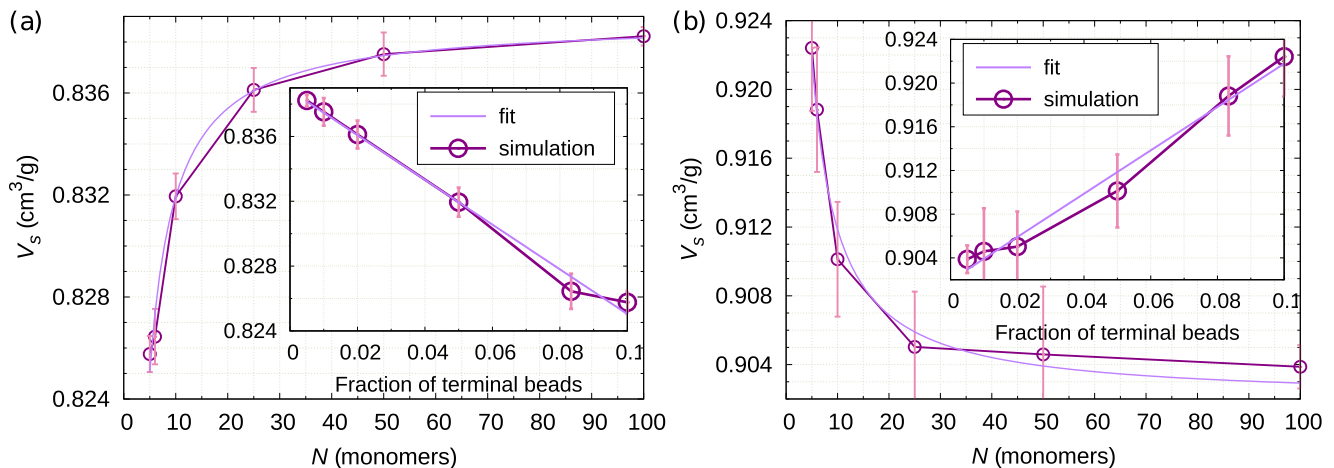 (a)
V_s (cm³/g)
0.836
0.832
0.828
0.824
0 10 20 30 40 50 60 70 80 90 100
N (monomers)
fit
simulation
0.836
0.832
0.828
0.824
0 0.02 0.04 0.06 0.08 0.1
Fraction of terminal beads
(b)
V_s (cm³/g)
0.924
0.920
0.916
0.912
0.908
0.904
0 10 20 30 40 50 60 70 80 90 100
N (monomers)
fit
simulation
0.924
0.920
0.916
0.912
0.908
0.904
0 0.02 0.04 0.06 0.08 0.1
Fraction of terminal beads